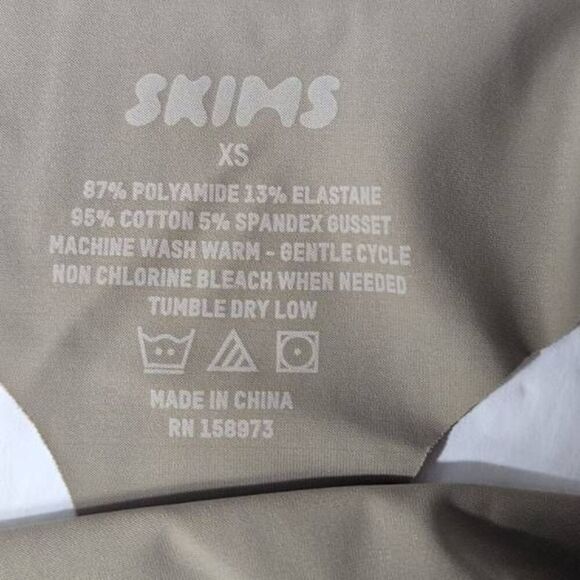 SKIMS
XS
87% POLYAMIDE 13% ELASTANE
95% COTTON 5% SPANDEX GUSSET
MACHINE WASH WARM - GENTLE CYCLE
NON CHLORINE BLEACH WHEN NEEDED
TUMBLE DRY LOW
MADE IN CHINA
RN 158973